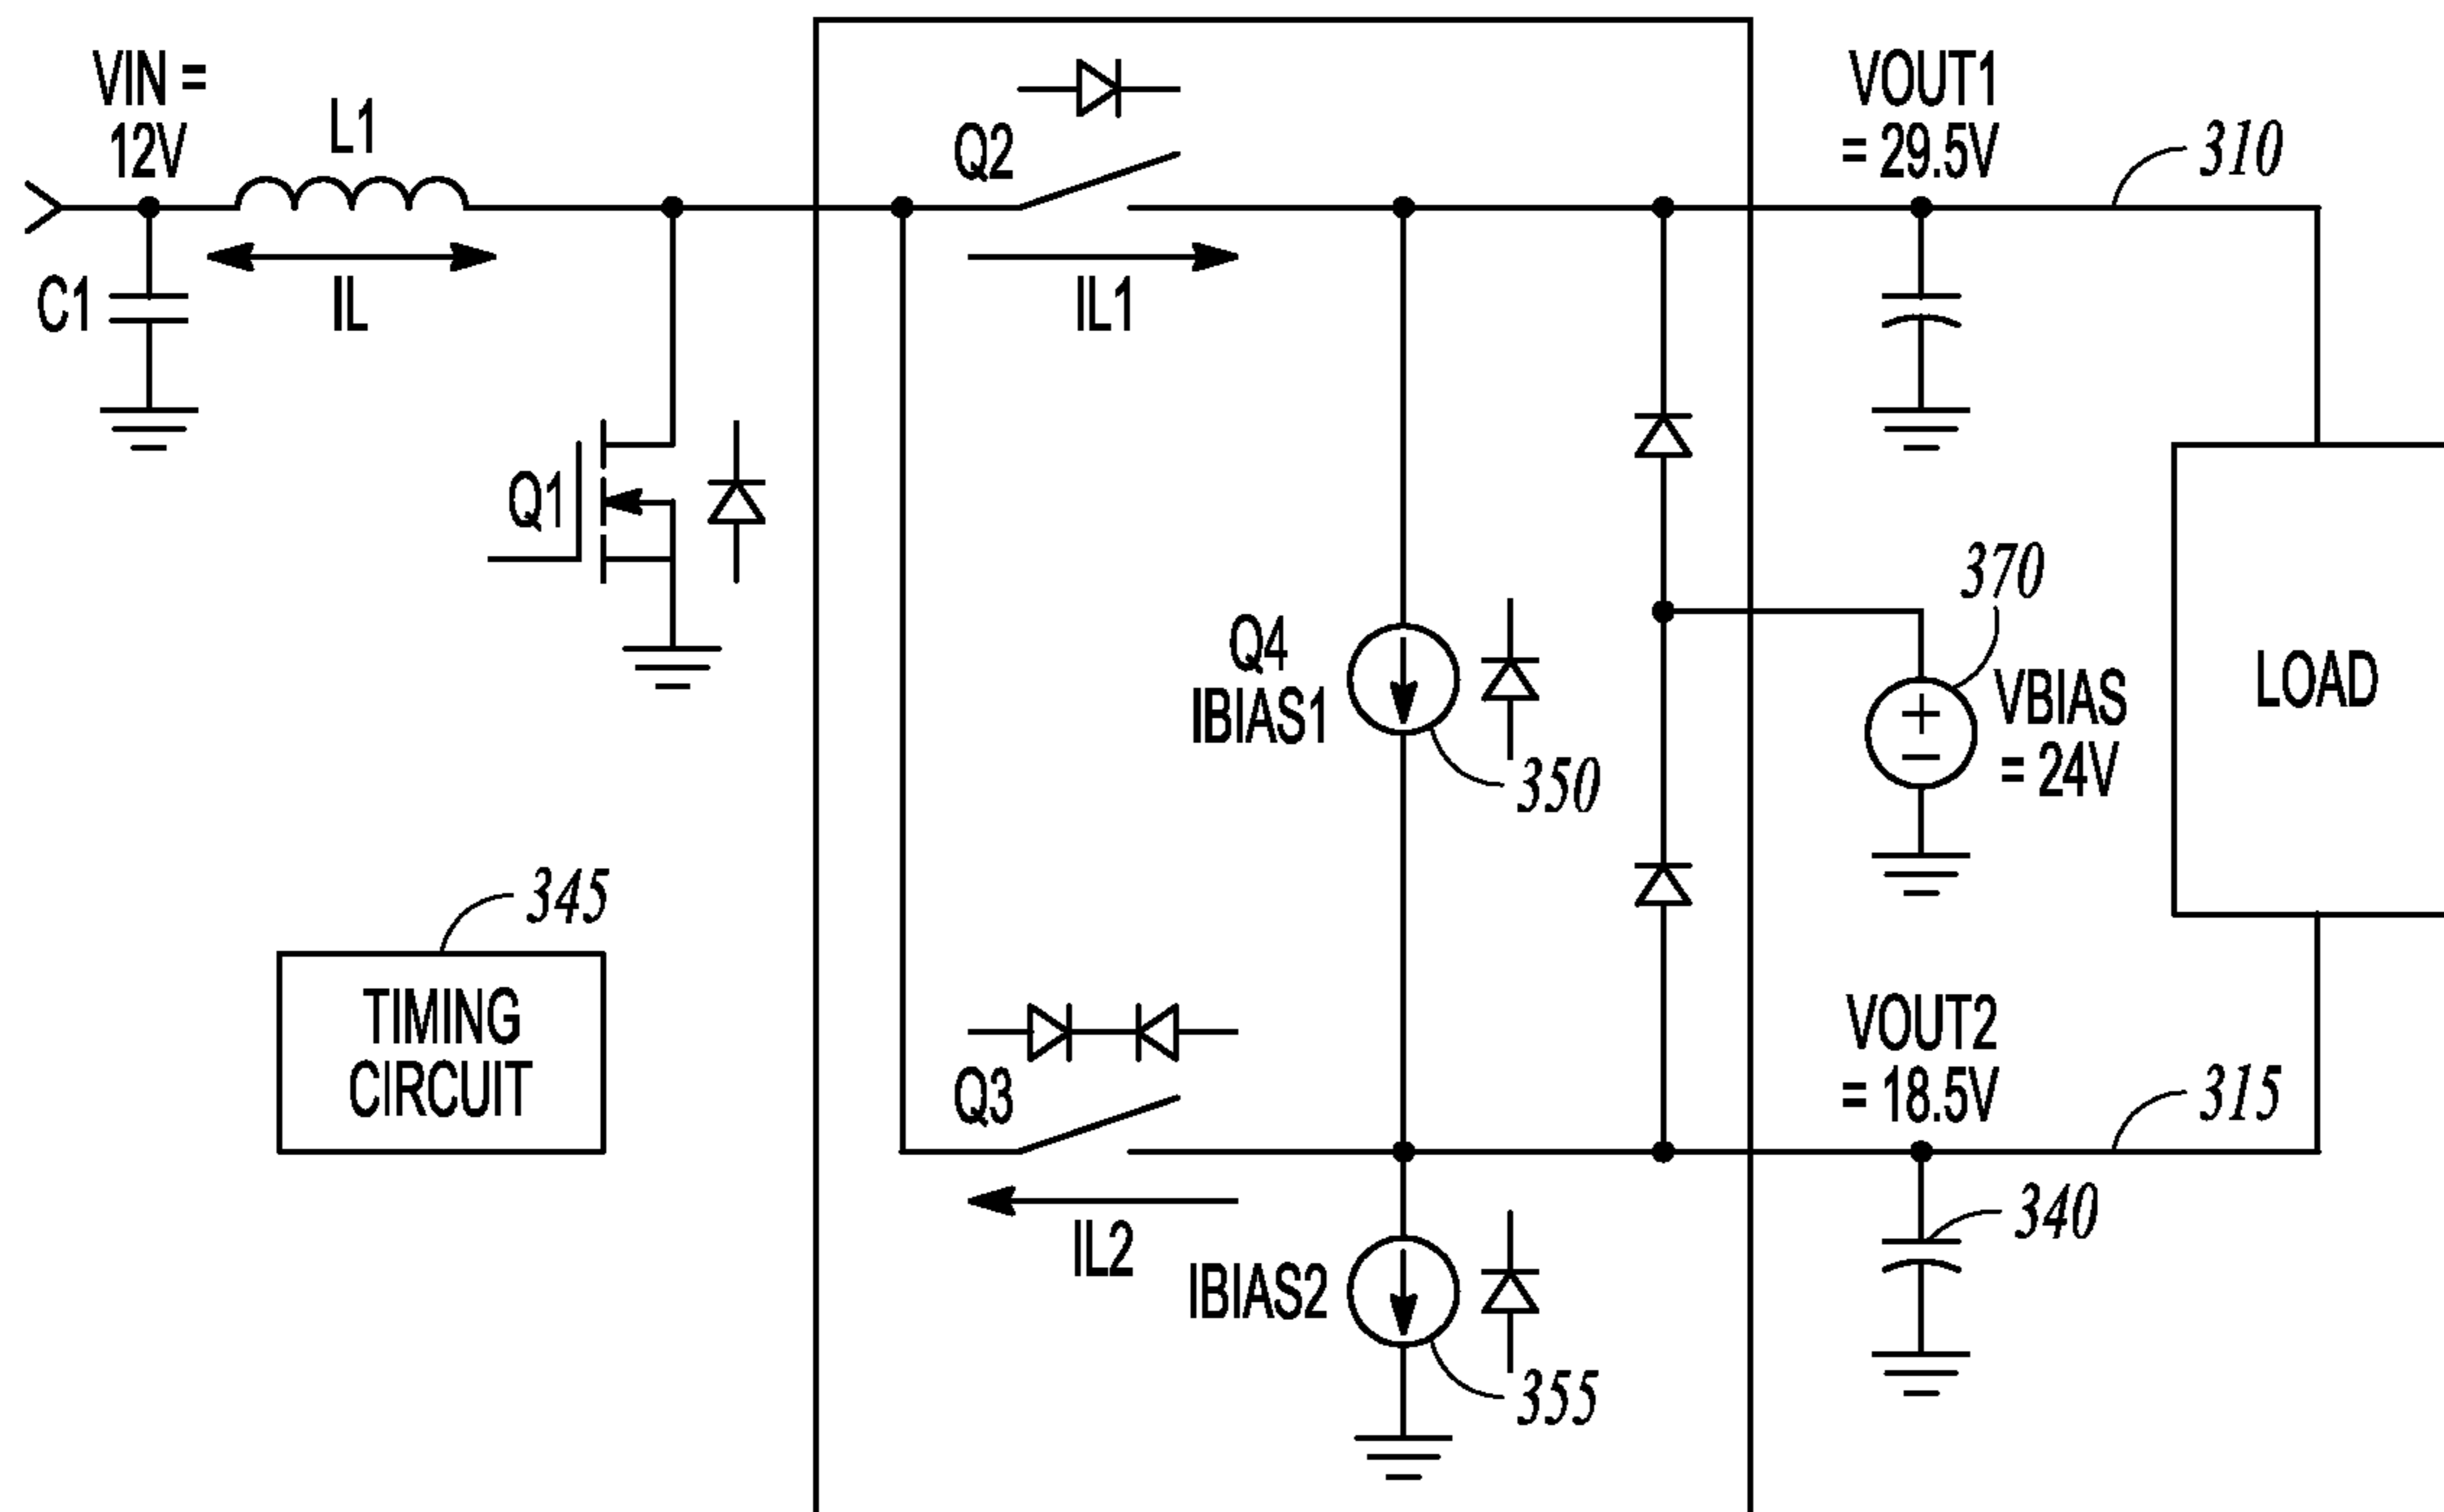 VIN =
12V
L1
C1
IL
Q1
Q2
IL1
VOUT1
= 29.5V
310
Q4
IBIAS1
350
370
VBIAS
= 24V
LOAD
345
TIMING
CIRCUIT
Q3
IL2
IBIAS2
355
VOUT2
= 18.5V
315
340
+
−